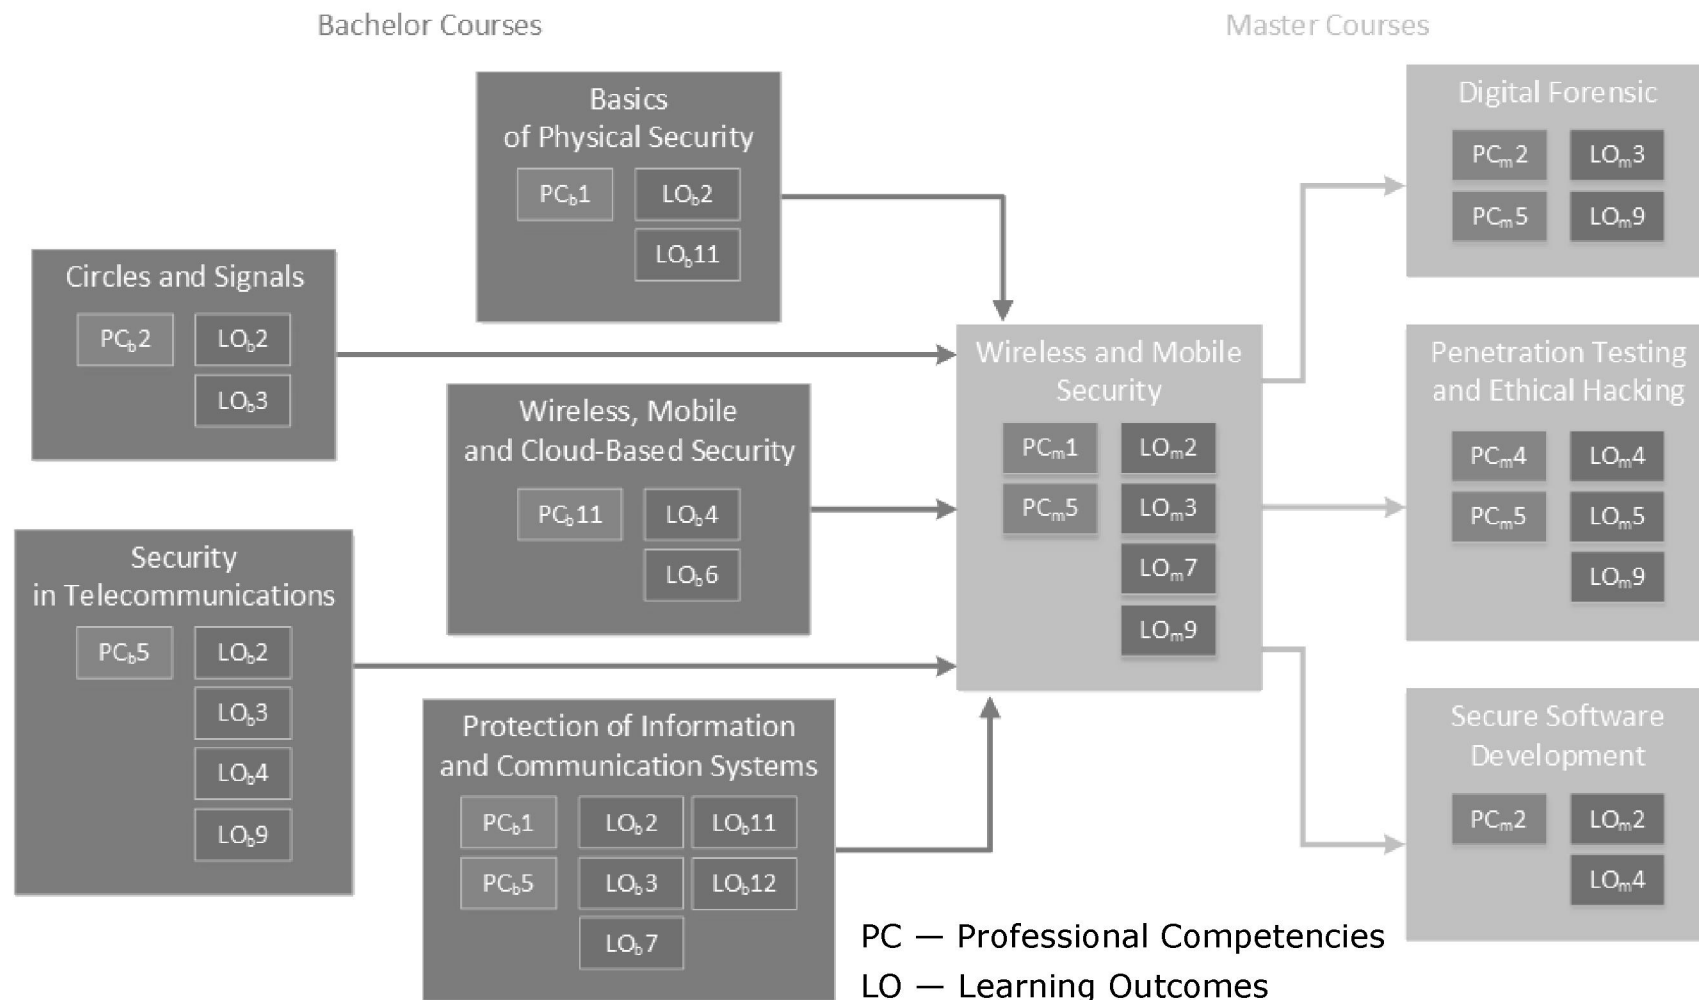 Bachelor Courses
Master Courses
Basics
of Physical Security
PCb1
LOb2
LOb11
Circles and Signals
PCb2
LOb2
LOb3
Wireless, Mobile
and Cloud-Based Security
PCb11
LOb4
LOb6
Security
in Telecommunications
PCb5
LOb2
LOb3
LOb4
LOb9
Protection of Information
and Communication Systems
PCb1 LOb2 LOb11
PCb5 LOb3 LOb12
LOb7
Wireless and Mobile
Security
PCm1 LOm2
PCm5 LOm3
LOm7
LOm9
Digital Forensic
PCm2 LOm3
PCm5 LOm9
Penetration Testing
and Ethical Hacking
PCm4 LOm4
PCm5 LOm5
LOm9
Secure Software
Development
PCm2 LOm2
LOm4
PC — Professional Competencies
LO — Learning Outcomes